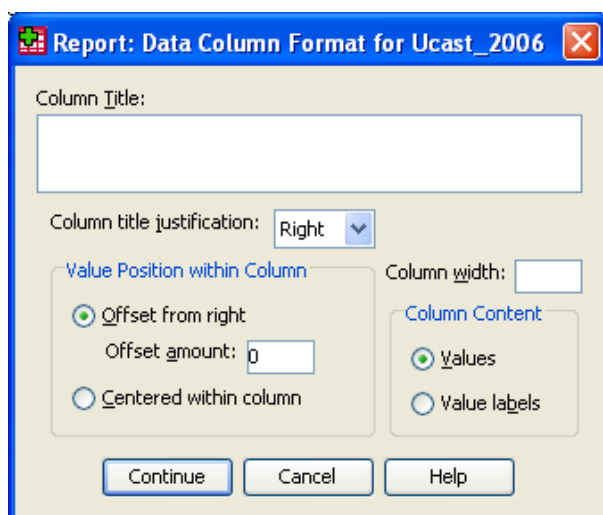 Report: Data Column Format for Ucast_2006
Column Title:
Column title justification: Right
Value Position within Column
Offset from right
Offset amount: 0
Centered within column
Column width:
Column Content
Values
Value labels
Continue Cancel Help